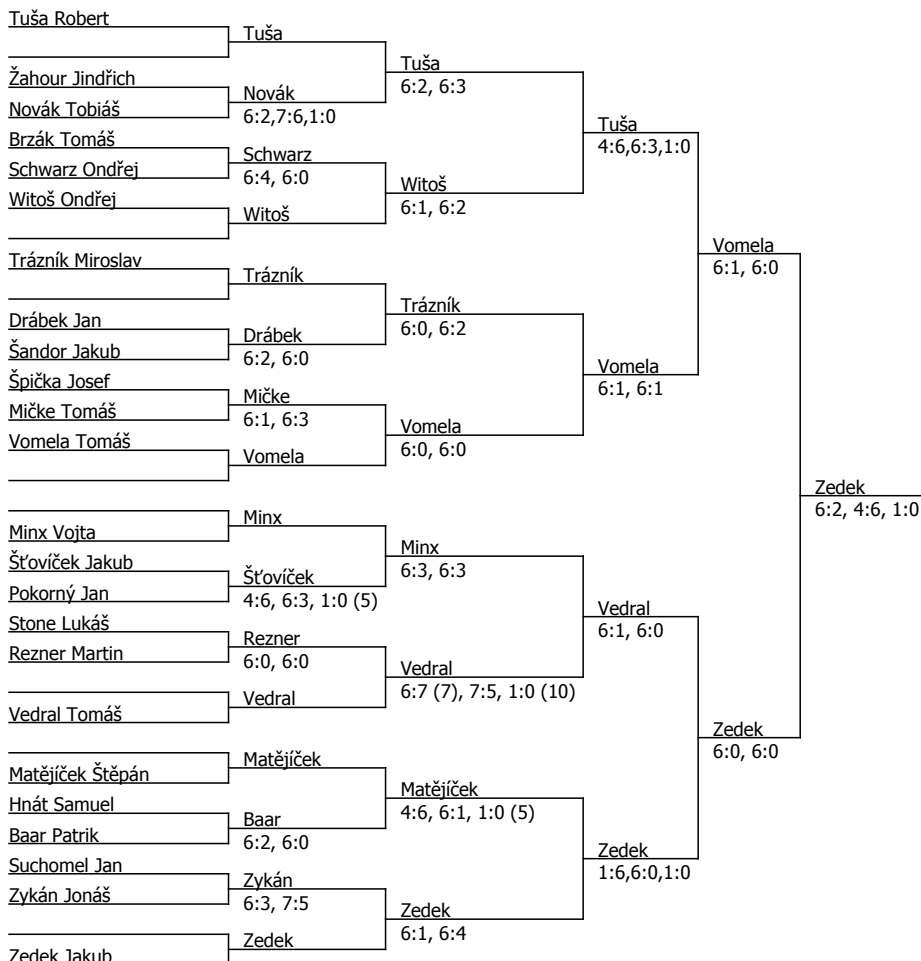 Tuša Robert
Tuša
Tuša
6:2, 6:3
Žahour Jindřich
Novák
Novák Tobiáš
6:2,7:6,1:0
Tuša
4:6,6:3,1:0
Brzák Tomáš
Schwarz
Schwarz Ondřej
6:4, 6:0
Witoš
6:1, 6:2
Witoš Ondřej
Witoš
Vomela
6:1, 6:0
Trázník Miroslav
Trázník
Trázník
6:0, 6:2
Drábek Jan
Drábek
Šandor Jakub
6:2, 6:0
Vomela
6:1, 6:1
Špička Josef
Mičke
Mičke Tomáš
6:1, 6:3
Vomela
6:0, 6:0
Vomela Tomáš
Vomela
Zedek
6:2, 4:6, 1:0
Minx
Minx Vojta
Minx
6:3, 6:3
Šťovíček Jakub
Šťovíček
Pokorný Jan
4:6, 6:3, 1:0 (5)
Vedral
6:1, 6:0
Stone Lukáš
Rezner
Rezner Martin
6:0, 6:0
Vedral
6:7 (7), 7:5, 1:0 (10)
Vedral
Vedral Tomáš
Zedek
6:0, 6:0
Matějíček
Matějíček Štěpán
Matějíček
4:6, 6:1, 1:0 (5)
Hnát Samuel
Baar
Baar Patrik
6:2, 6:0
Zedek
1:6,6:0,1:0
Suchomel Jan
Zykán
Zykán Jonáš
6:3, 7:5
Zedek
6:1, 6:4
Zedek
Zedek Jakub